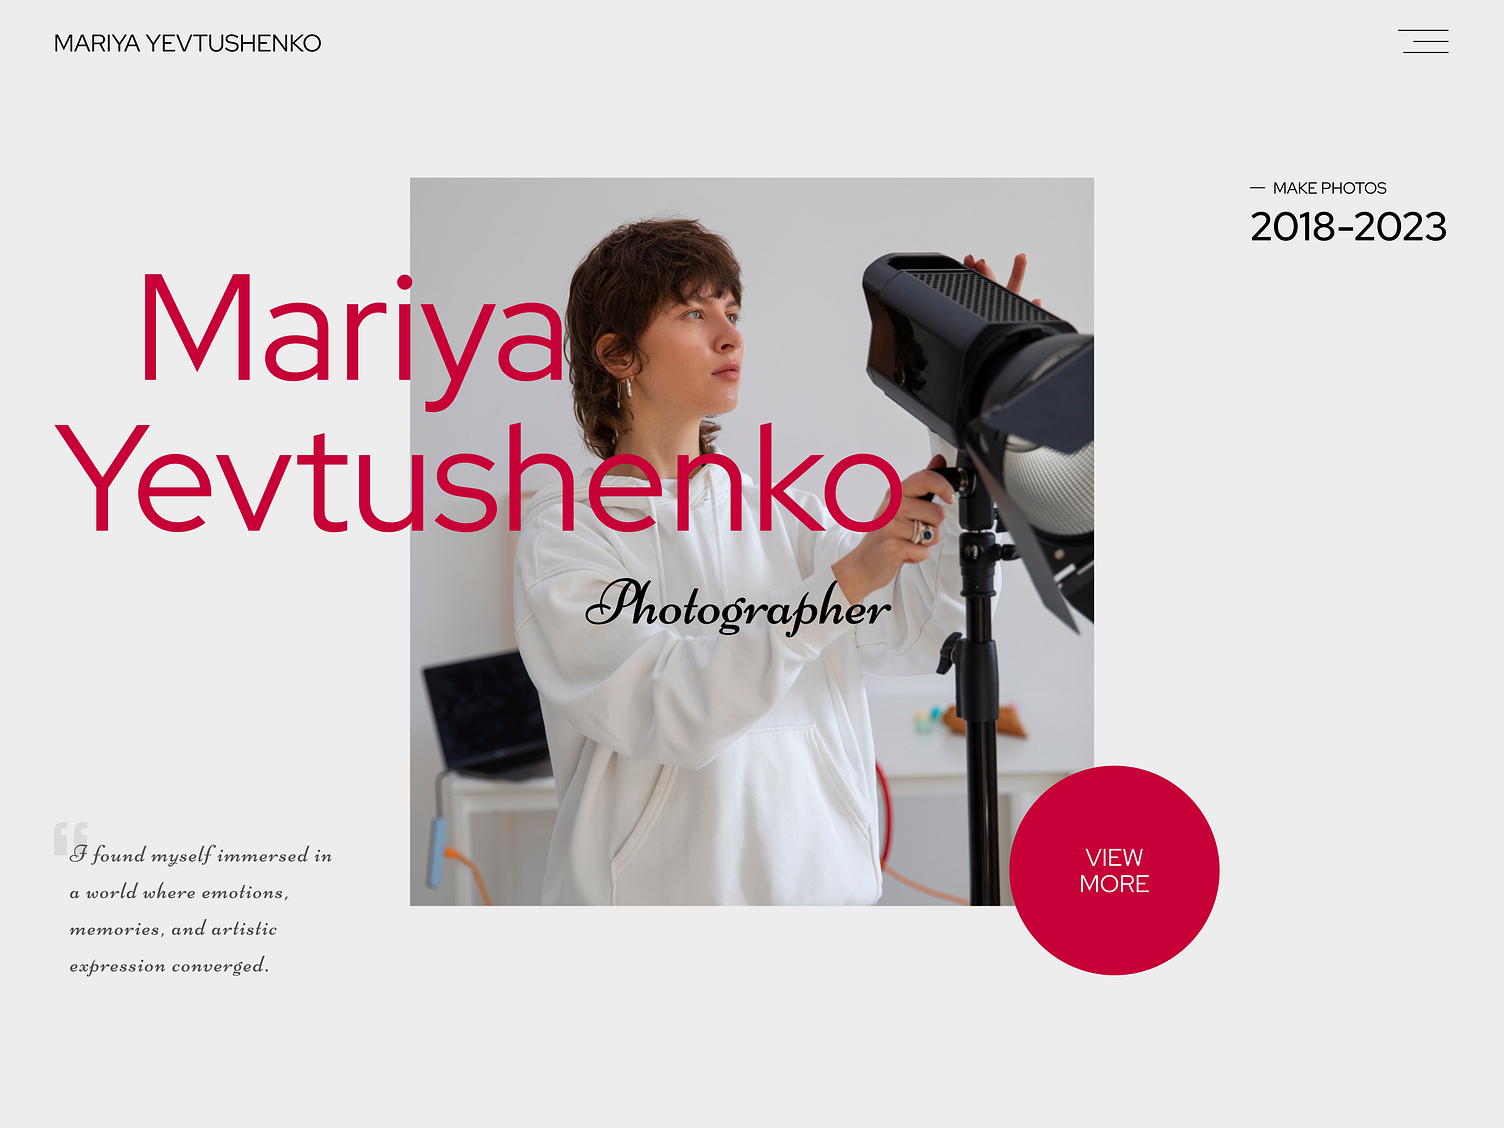 MARIYA YEVTUSHENKO
— MAKE PHOTOS
2018-2023
Mariya
Yevtushenko
Photographer
“I found myself immersed in
a world where emotions,
memories, and artistic
expression converged.
VIEW
MORE